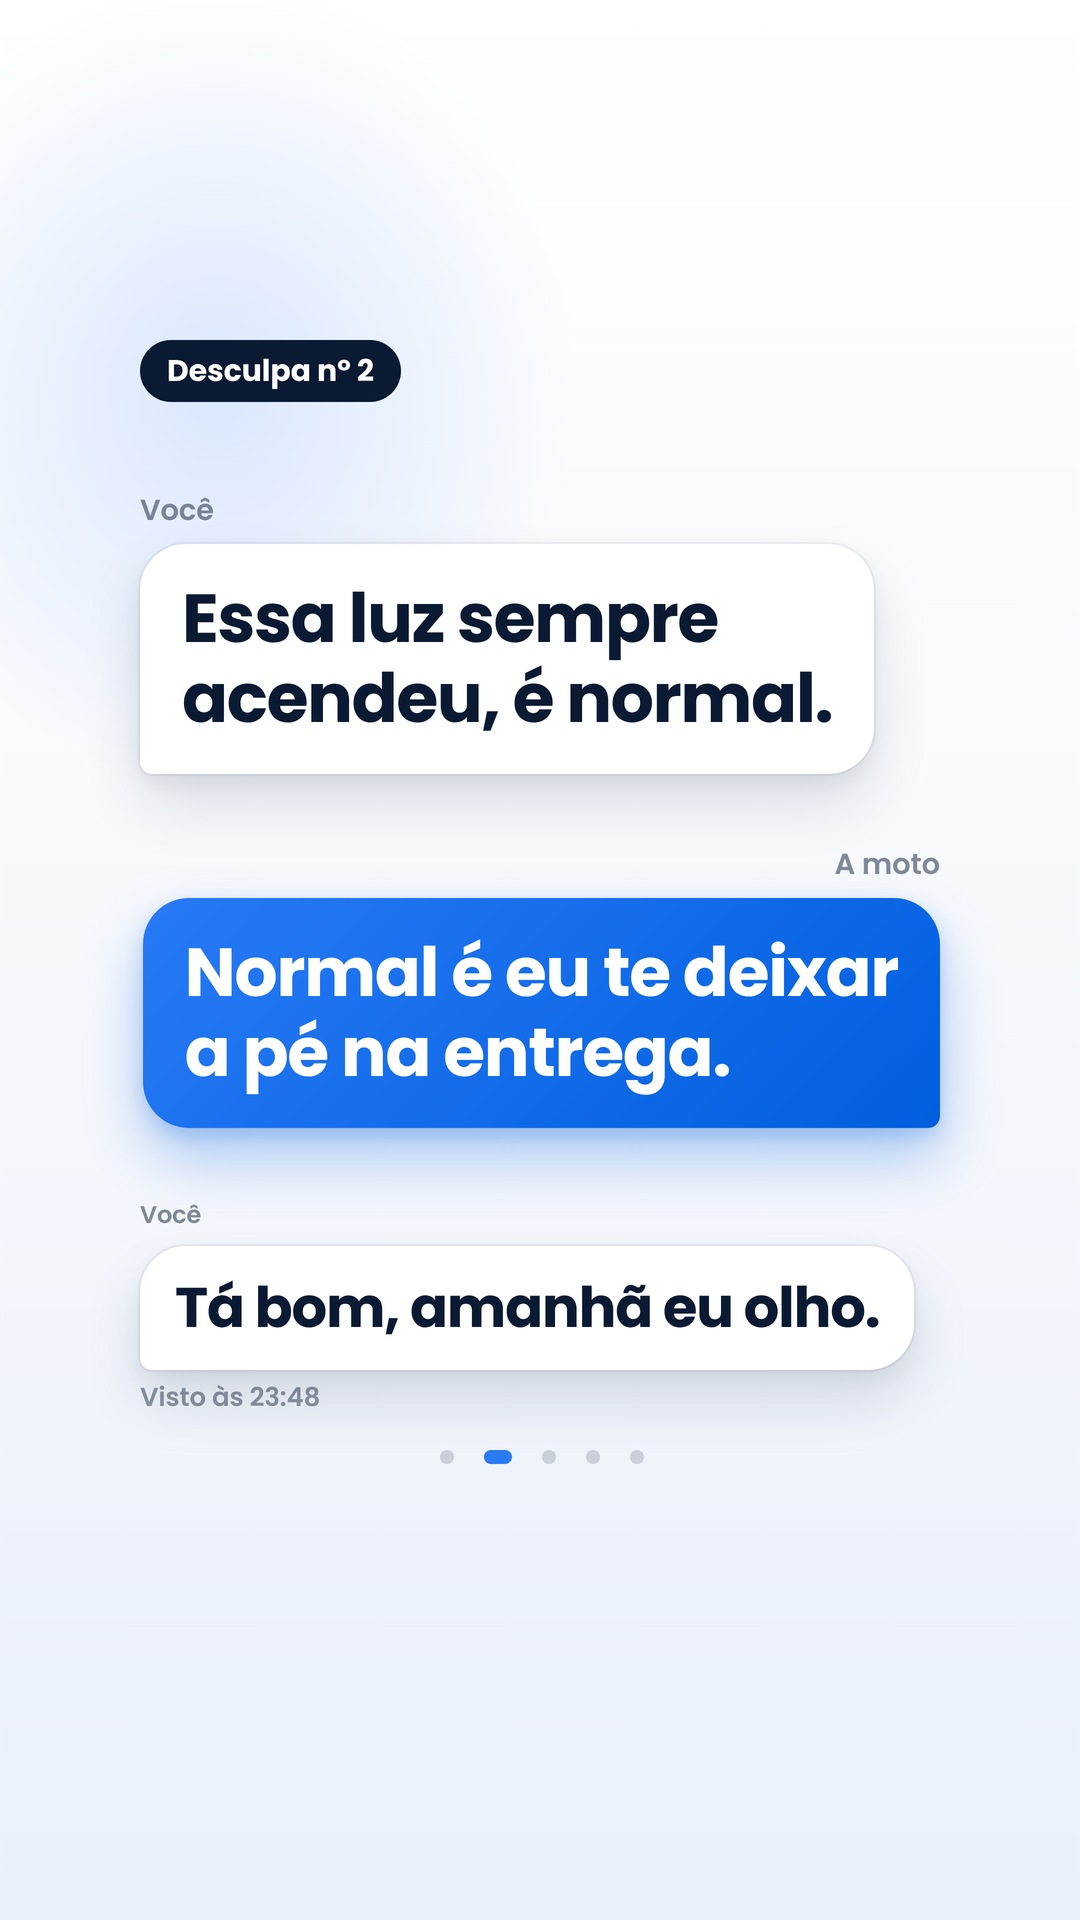 Desculpa nº 2
Você
Essa luz sempre
acendeu, é normal.
A moto
Normal é eu te deixar
a pé na entrega.
Você
Tá bom, amanhã eu olho.
Visto às 23:48